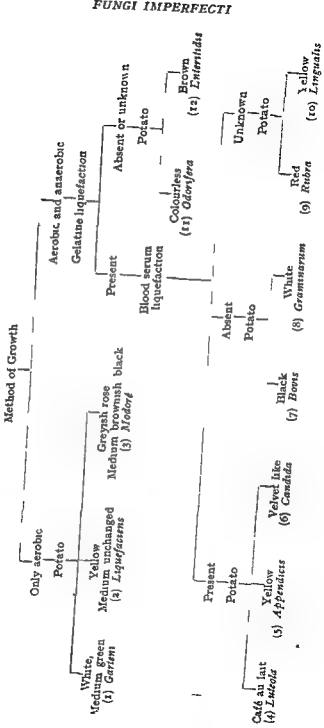 FUNGI IMPERFECTI
Method of Growth
Only aerobic
Aerobic and anaerobic
Potato
Gelatine liquefaction
White,
Medium green
(1) Garteni
Yellow
Medium unchanged
(2) Liquefaciens
Greyish rose
Medium brownish black
(3) Modoré
Present
Absent or unknown
Blood serum
liquefaction
Potato
Colourless
(11) Odorifera
Brown
(12) Enteritidis
Present
Absent
Unknown
Potato
Potato
Potato
Café au lait
(4) Luteola
Yellow
(5) Appendicis
Velvet like
(6) Candida
Black
(7) Bovis
White
(8) Graminarum
Red
(9) Rubra
Yellow
(10) Lingualis